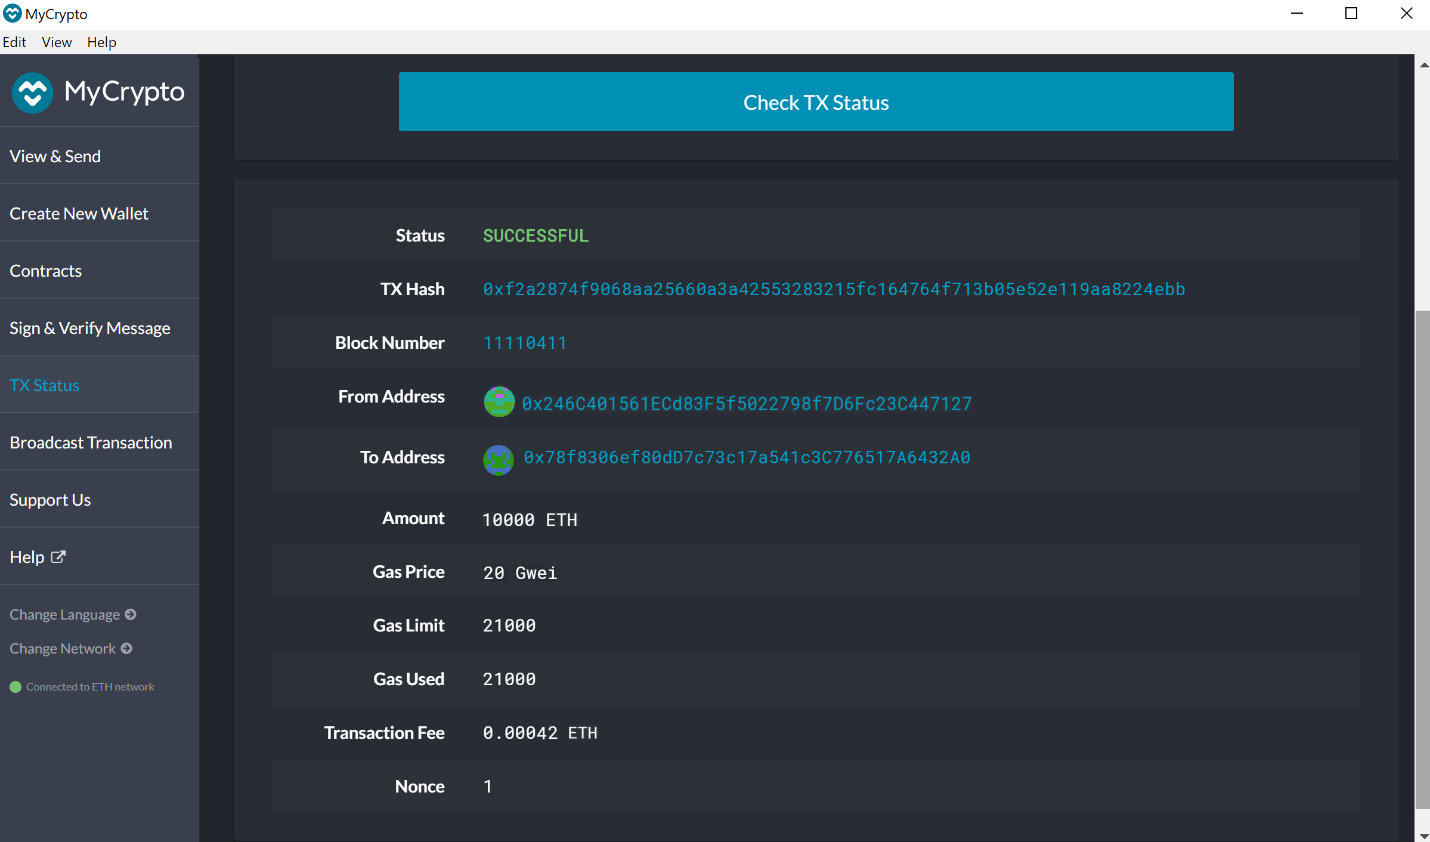 MyCrypto
Edit View Help
MyCrypto
View & Send
Create New Wallet
Contracts
Sign & Verify Message
TX Status
Broadcast Transaction
Support Us
Help
Change Language
Change Network
Connected to ETH network
Check TX Status
Status SUCCESSFUL
TX Hash 0xf2a2874f9068aa25660a3a42553283215fc164764f713b05e52e119aa8224ebb
Block Number 11110411
From Address 0x246C401561ECd83F5f5022798f7D6Fc23C447127
To Address 0x78f8306ef80dD7c73c17a541c3C776517A6432A0
Amount 10000 ETH
Gas Price 20 Gwei
Gas Limit 21000
Gas Used 21000
Transaction Fee 0.00042 ETH
Nonce 1